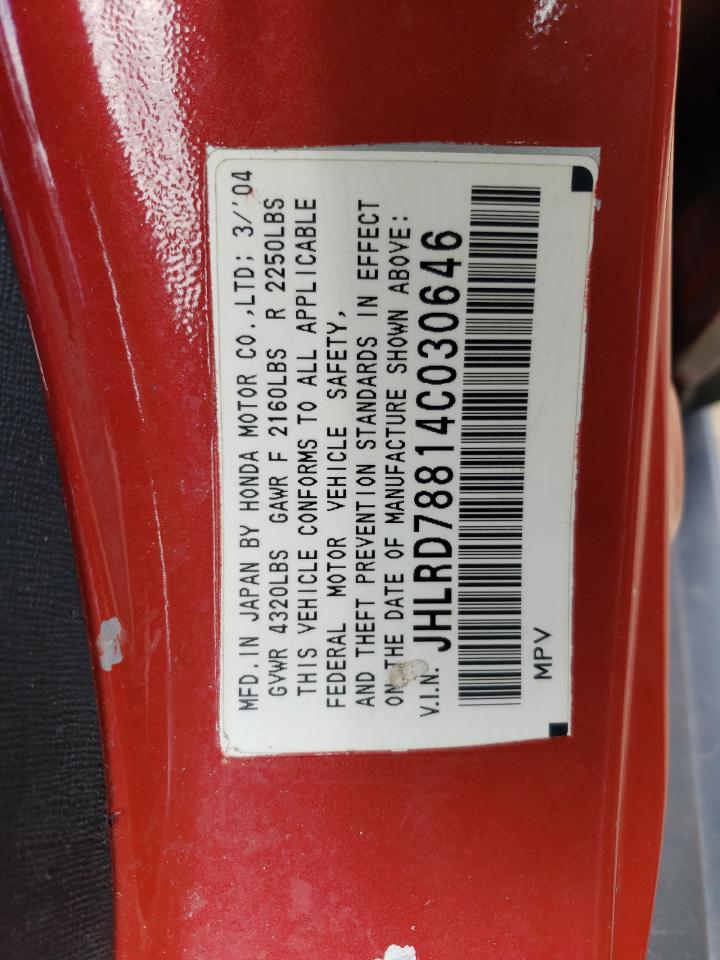 MFD. IN JAPAN BY HONDA MOTOR CO.,LTD; 3/'04
GVWR 4320LBS GAWR F 2160LBS R 2250LBS
THIS VEHICLE CONFORMS TO ALL APPLICABLE
FEDERAL MOTOR VEHICLE SAFETY,
AND THEFT PREVENTION STANDARDS IN EFFECT
ON THE DATE OF MANUFACTURE SHOWN ABOVE:
V.I.N. JHLRD78814C030646
MPV